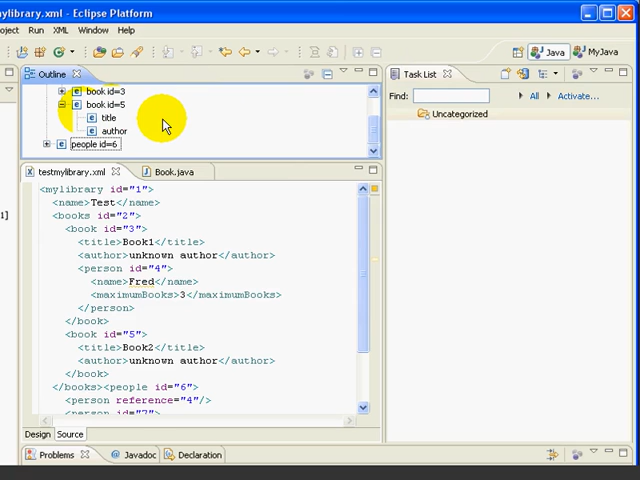 mylibrary.xml - Eclipse Platform
oject Run XML Window Help
Java MyJava
Outline
book id=3
book id=5
title
author
people id=6
Task List
Find: All Activate...
Uncategorized
testmylibrary.xml Book.java
<mylibrary id="1">
<name>Test</name>
<books id="2">
<book id="3">
<title>Book1</title>
<author>unknown author</author>
<person id="4">
<name>Fred</name>
<maximumBooks>3</maximumBooks>
</person>
</book>
<book id="5">
<title>Book2</title>
<author>unknown author</author>
</book>
</books><people id="6">
<person reference="4"/>
<person id="7">
1]
Design Source
Problems Javadoc Declaration